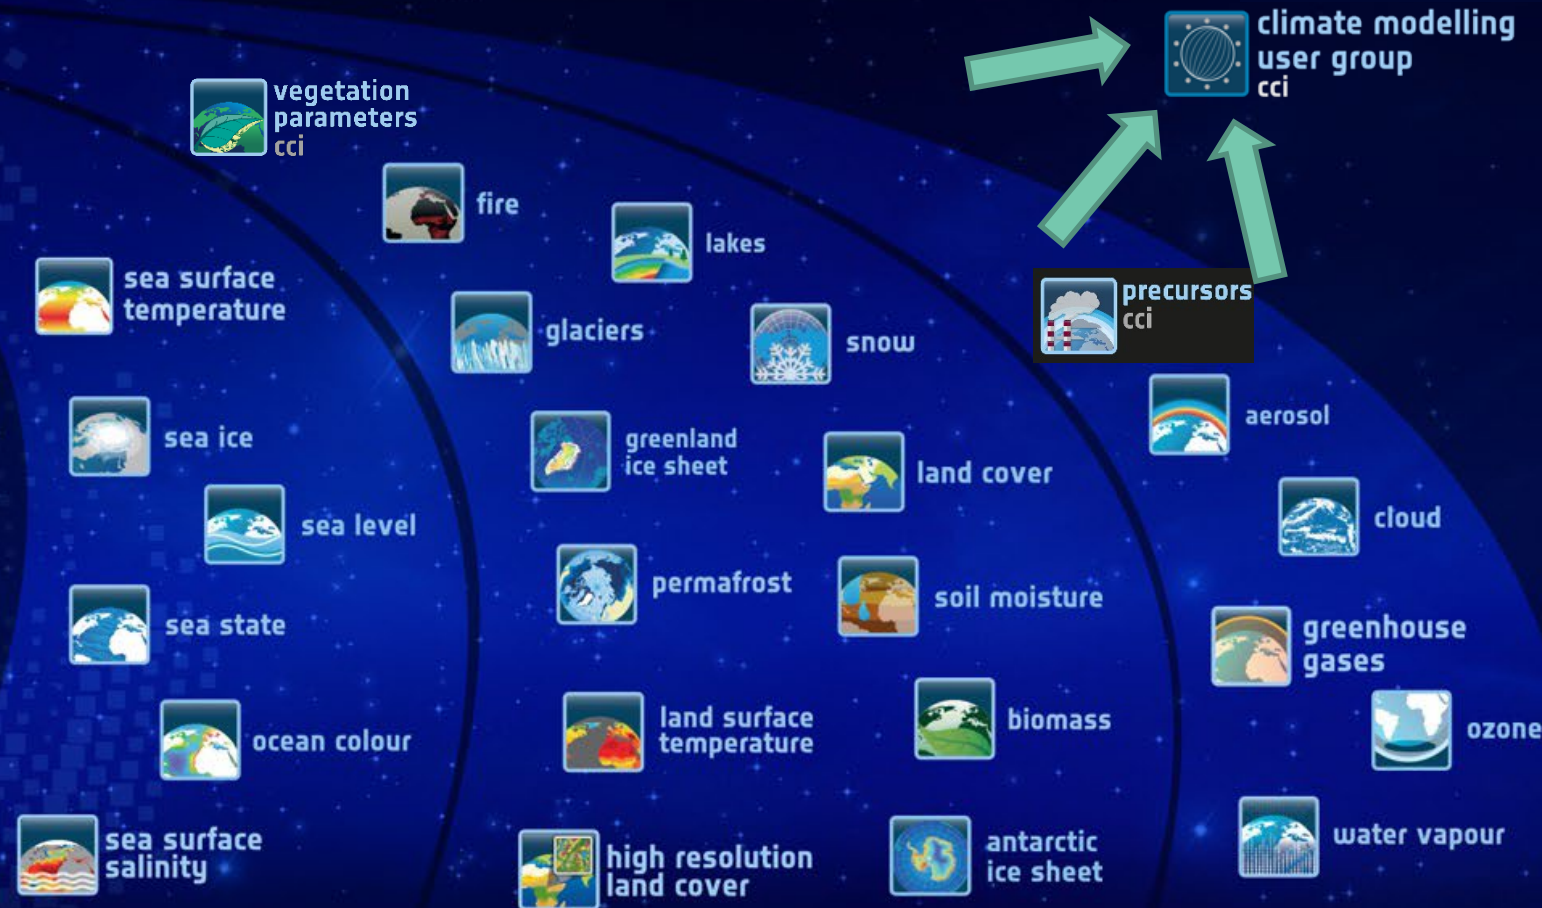 climate modelling
user group
cci
vegetation
parameters
cci
fire
lakes
sea surface
temperature
glaciers
snow
precursors
cci
sea ice
greenland
ice sheet
land cover
aerosol
cloud
sea level
permafrost
soil moisture
sea state
greenhouse
gases
ocean colour
land surface
temperature
biomass
ozone
sea surface
salinity
high resolution
land cover
antarctic
ice sheet
water vapour